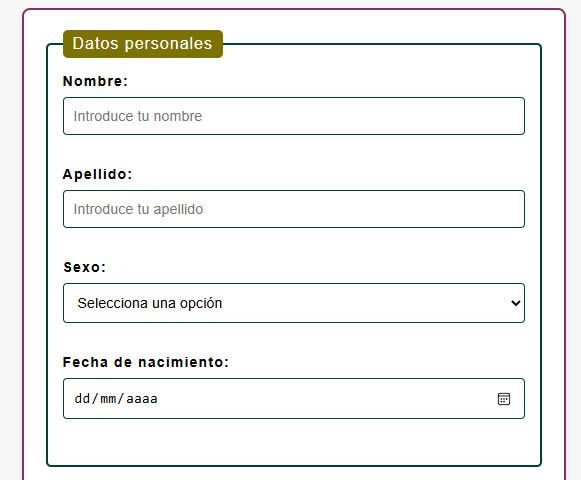 Datos personales
Nombre:
Introduce tu nombre
Apellido:
Introduce tu apellido
Sexo:
Selecciona una opción
Fecha de nacimiento:
dd/mm/aaaa